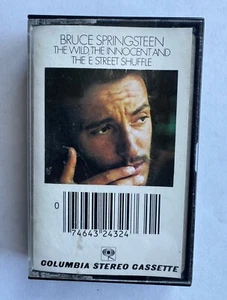 BRUCE SPRINGSTEEN
THE WILD, THE INNOCENT AND
THE E STREET SHUFFLE
0
74643 24324
COLUMBIA STEREO CASSETTE